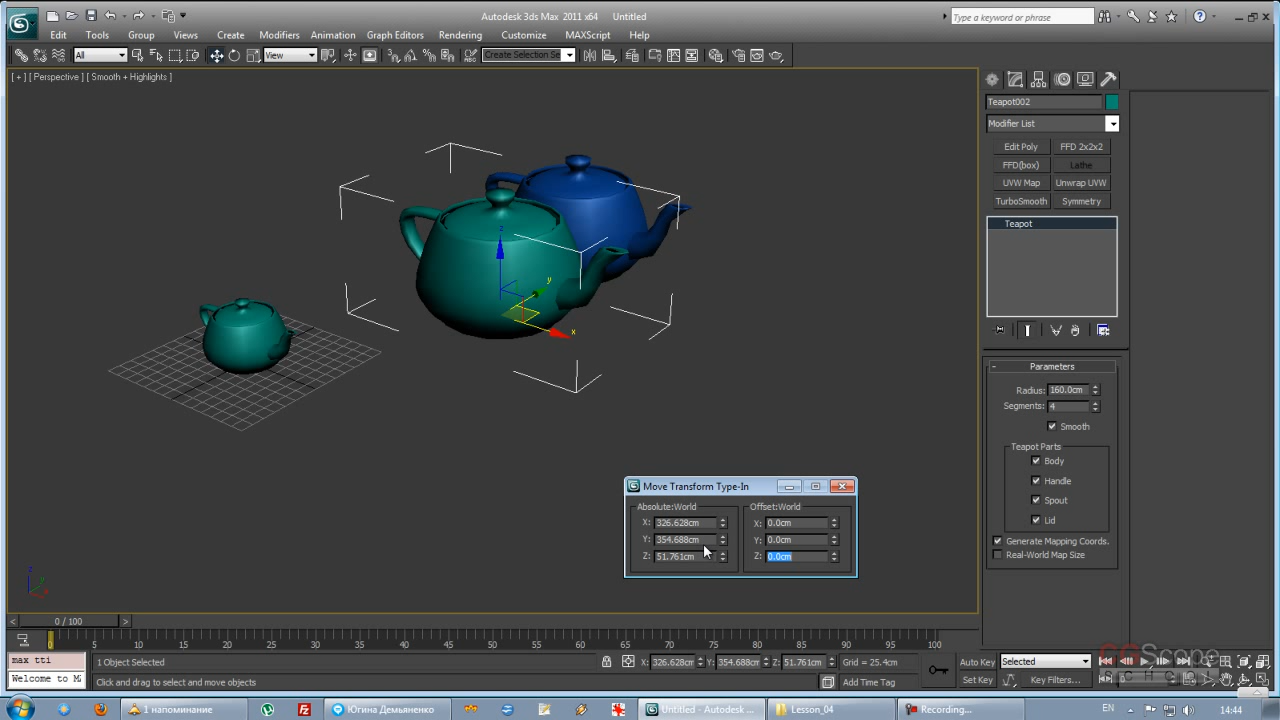 Autodesk 3ds Max 2011 x64 Untitled
Type a keyword or phrase
Edit Tools Group Views Create Modifiers Animation Graph Editors Rendering Customize MAXScript Help
All View Create Selection Se
[ + ] [ Perspective ] [ Smooth + Highlights ]
Teapot002
Modifier List
Edit Poly FFD 2x2x2
FFD(box) Lathe
UVW Map Unwrap UVW
TurboSmooth Symmetry
Teapot
- Parameters
Radius: 160.0cm
Segments: 4
Smooth
Teapot Parts
Body
Handle
Spout
Lid
Generate Mapping Coords.
Real-World Map Size
z
y
x
Move Transform Type-In
Absolute:World Offset:World
X: 326.628cm X: 0.0cm
Y: 354.688cm Y: 0.0cm
Z: 51.761cm Z: 0.0cm
z
y
x
< 0 / 100 >
0 5 10 15 20 25 30 35 40 45 50 55 60 65 70 75 80 85 90 95 100
max tti 1 Object Selected X: 326.628cm Y: 354.688cm Z: 51.761cm Grid = 25.4cm Auto Key Selected
Welcome to MA Click and drag to select and move objects Add Time Tag Set Key Key Filters...
CGScope
1 напоминание Югина Демьяненко Untitled - Autodesk ... Lesson_04 Recording... EN 14:44